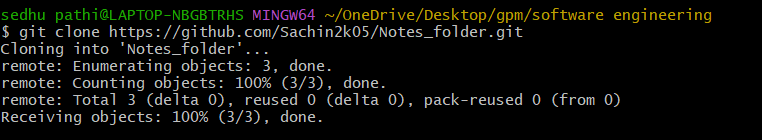 sedhu pathi@LAPTOP-NBGBTRHS MINGW64 ~/OneDrive/Desktop/gpm/software engineering
$ git clone https://github.com/Sachin2k05/Notes_folder.git
Cloning into 'Notes_folder'...
remote: Enumerating objects: 3, done.
remote: Counting objects: 100% (3/3), done.
remote: Total 3 (delta 0), reused 0 (delta 0), pack-reused 0 (from 0)
Receiving objects: 100% (3/3), done.